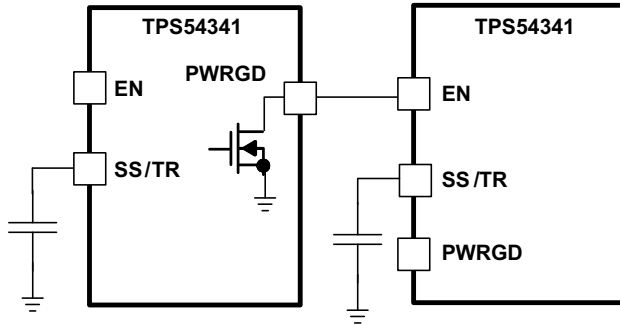 TPS54341
EN
PWRGD
SS/TR
TPS54341
EN
SS/TR
PWRGD